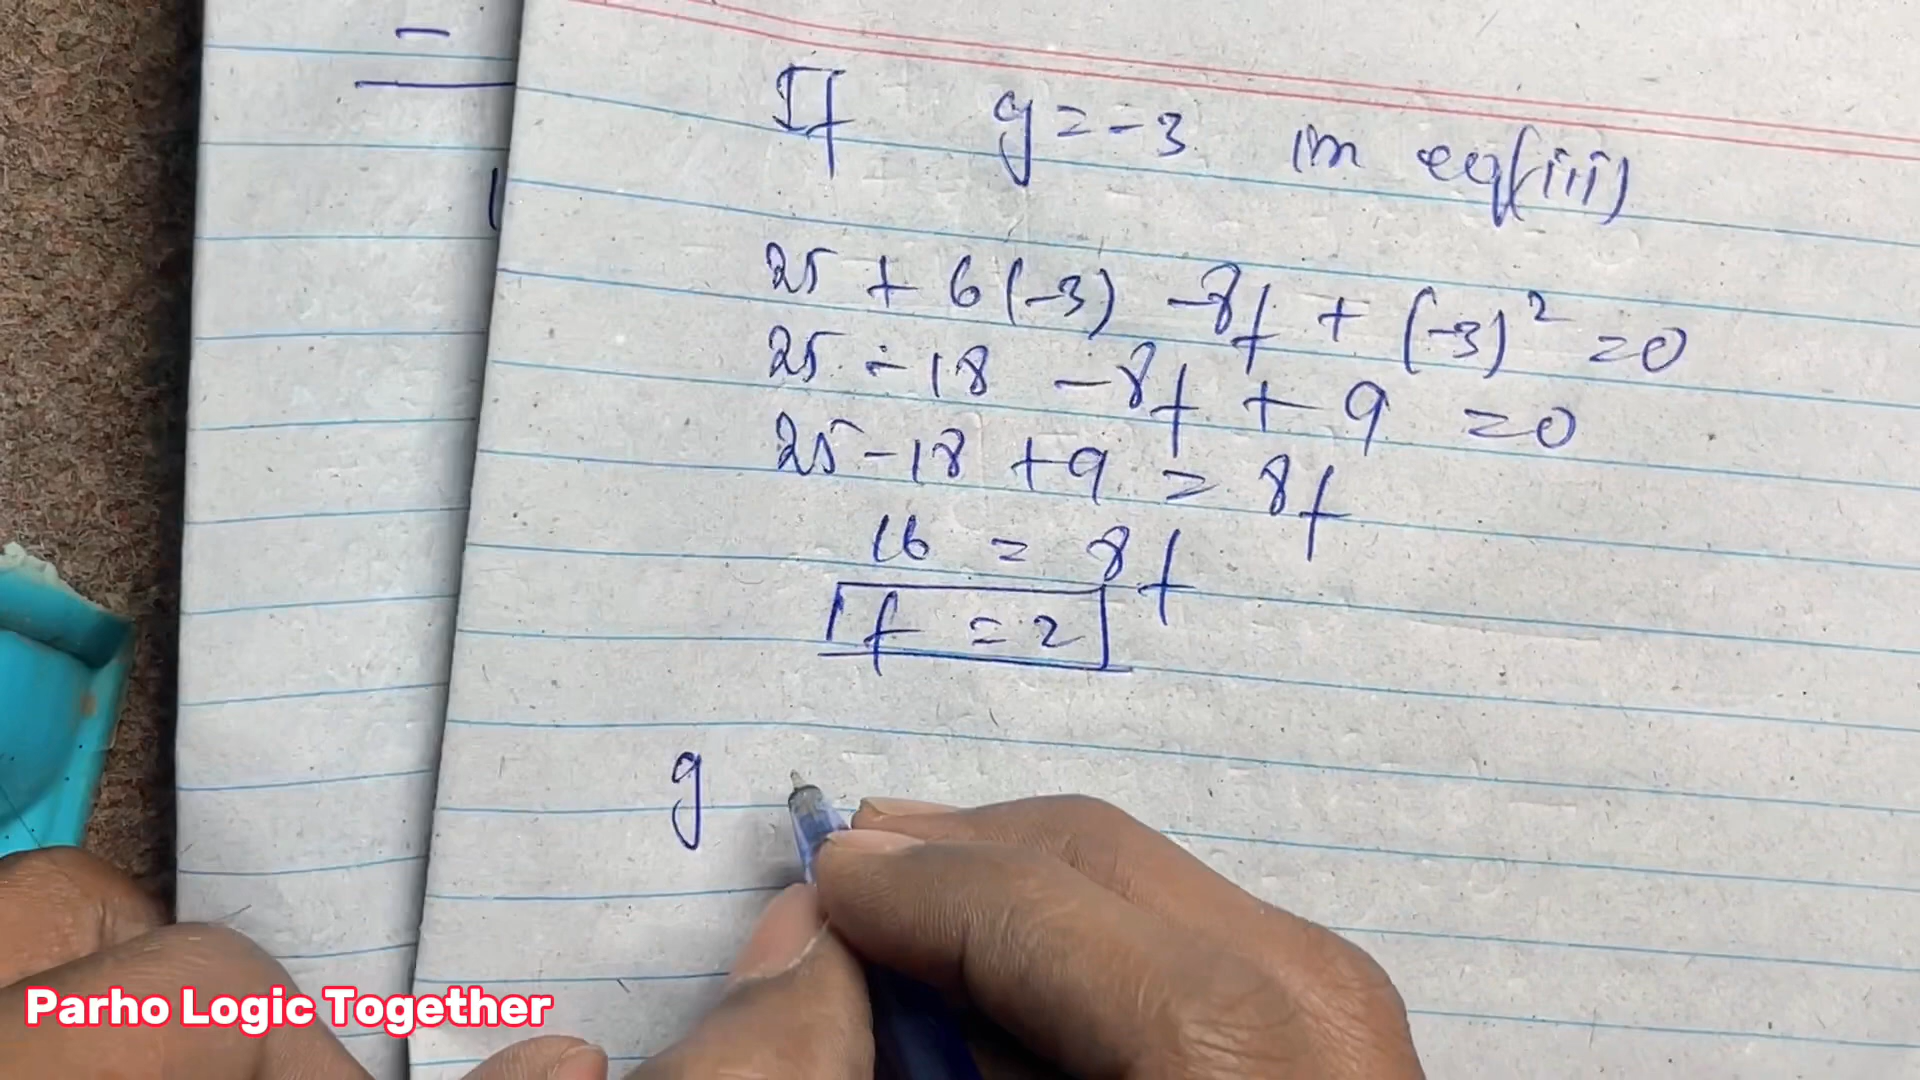 If g = -3 in eq(iii)
25 + 6(-3) -8f + (-3)² = 0
25 - 18 - 8f + 9 = 0
25 - 18 + 9 = 8f
16 = 8f
f = 2
g
Parho Logic Together